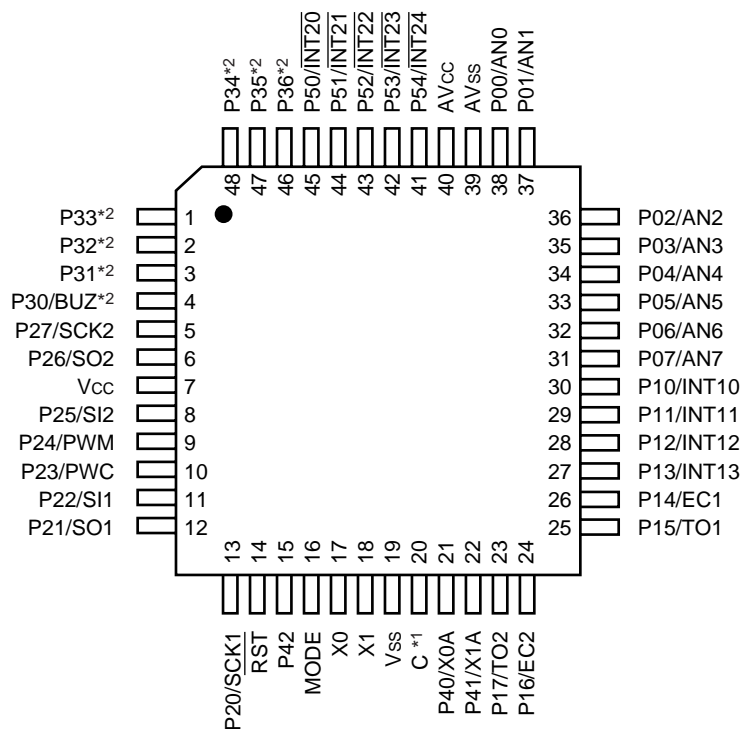 P34*2
P35*2
P36*2
P50/INT20
P51/INT21
P52/INT22
P53/INT23
P54/INT24
AVCC
AVSS
P00/AN0
P01/AN1
48
47
46
45
44
43
42
41
40
39
38
37
P33*2 1
P32*2 2
P31*2 3
P30/BUZ*2 4
P27/SCK2 5
P26/SO2 6
VCC 7
P25/SI2 8
P24/PWM 9
P23/PWC 10
P22/SI1 11
P21/SO1 12
36 P02/AN2
35 P03/AN3
34 P04/AN4
33 P05/AN5
32 P06/AN6
31 P07/AN7
30 P10/INT10
29 P11/INT11
28 P12/INT12
27 P13/INT13
26 P14/EC1
25 P15/TO1
13
14
15
16
17
18
19
20
21
22
23
24
P20/SCK1
RST
P42
MODE
X0
X1
VSS
C *1
P40/X0A
P41/X1A
P17/TO2
P16/EC2